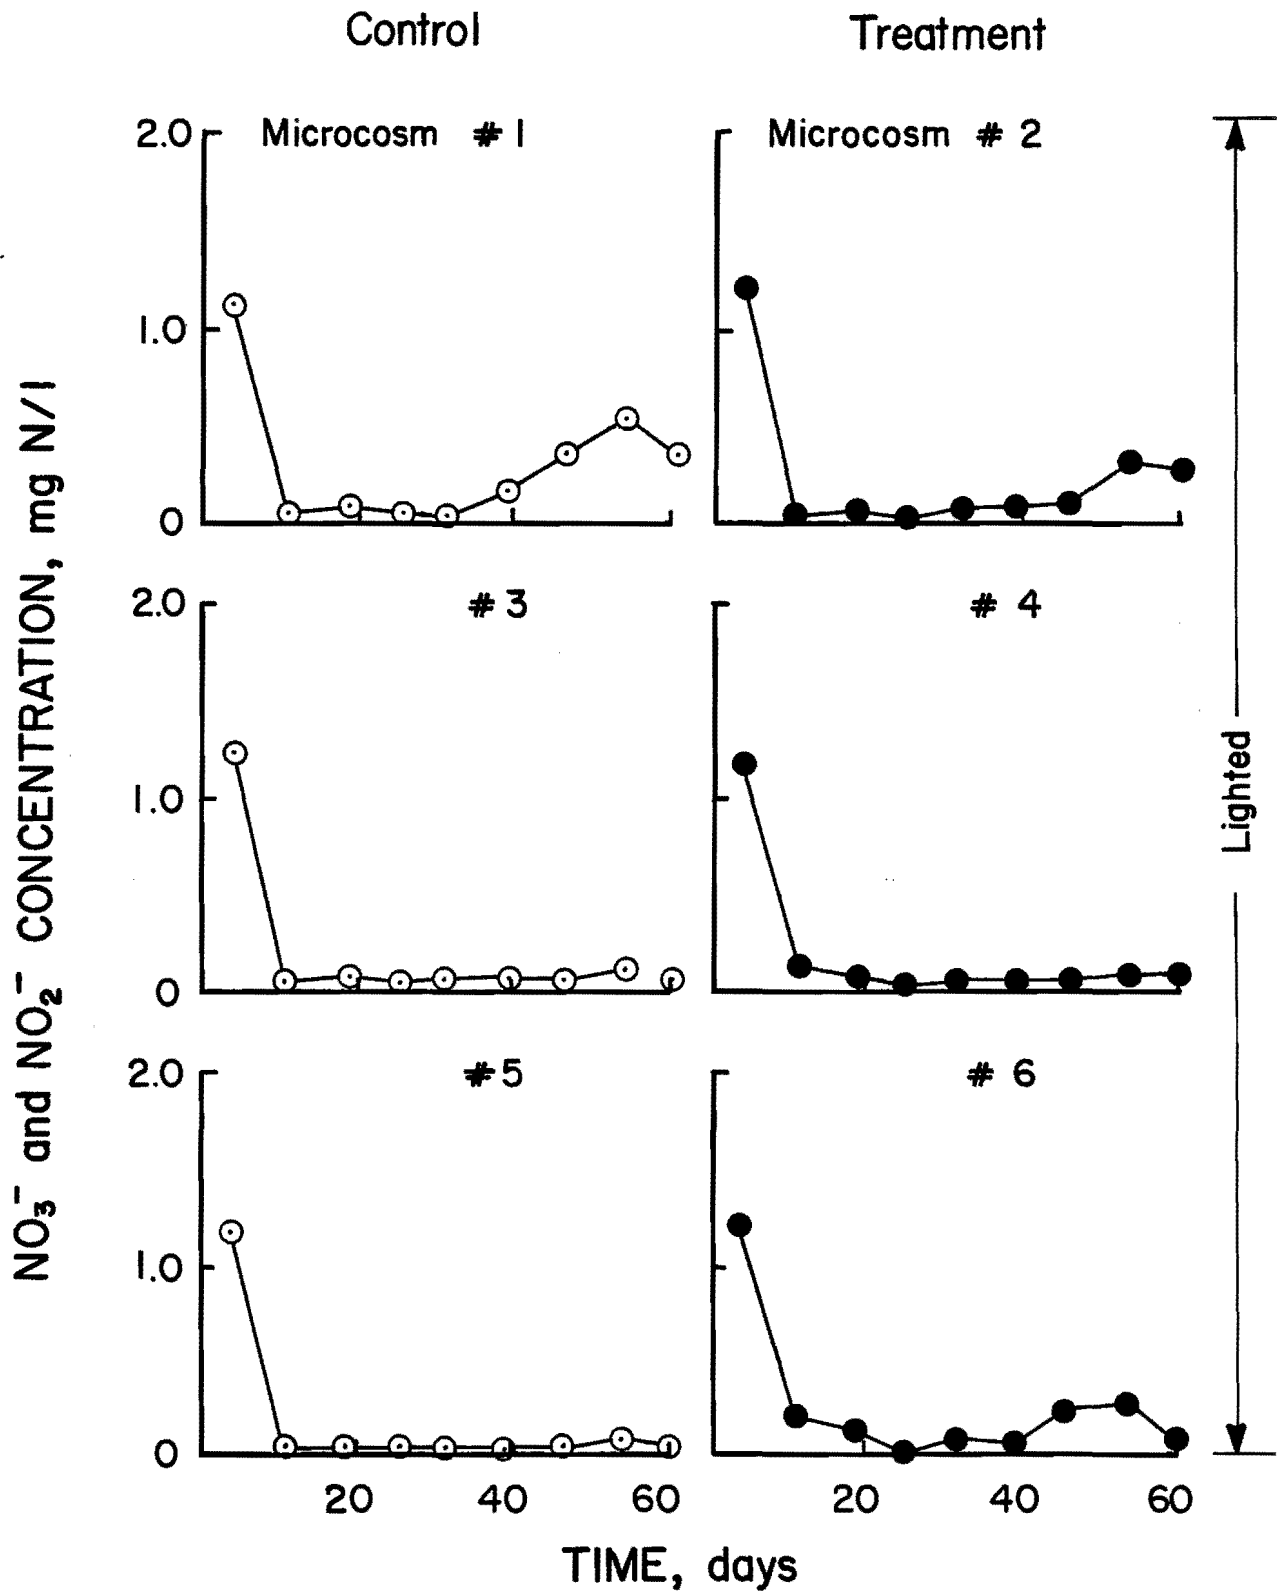 Control
Treatment
Microcosm # 1
Microcosm # 2
2.0
1.0
0
# 3
# 4
2.0
1.0
0
# 5
# 6
2.0
1.0
0
20 40 60
20 40 60
TIME, days
NO₃⁻ and NO₂⁻ CONCENTRATION, mg N/l
Lighted